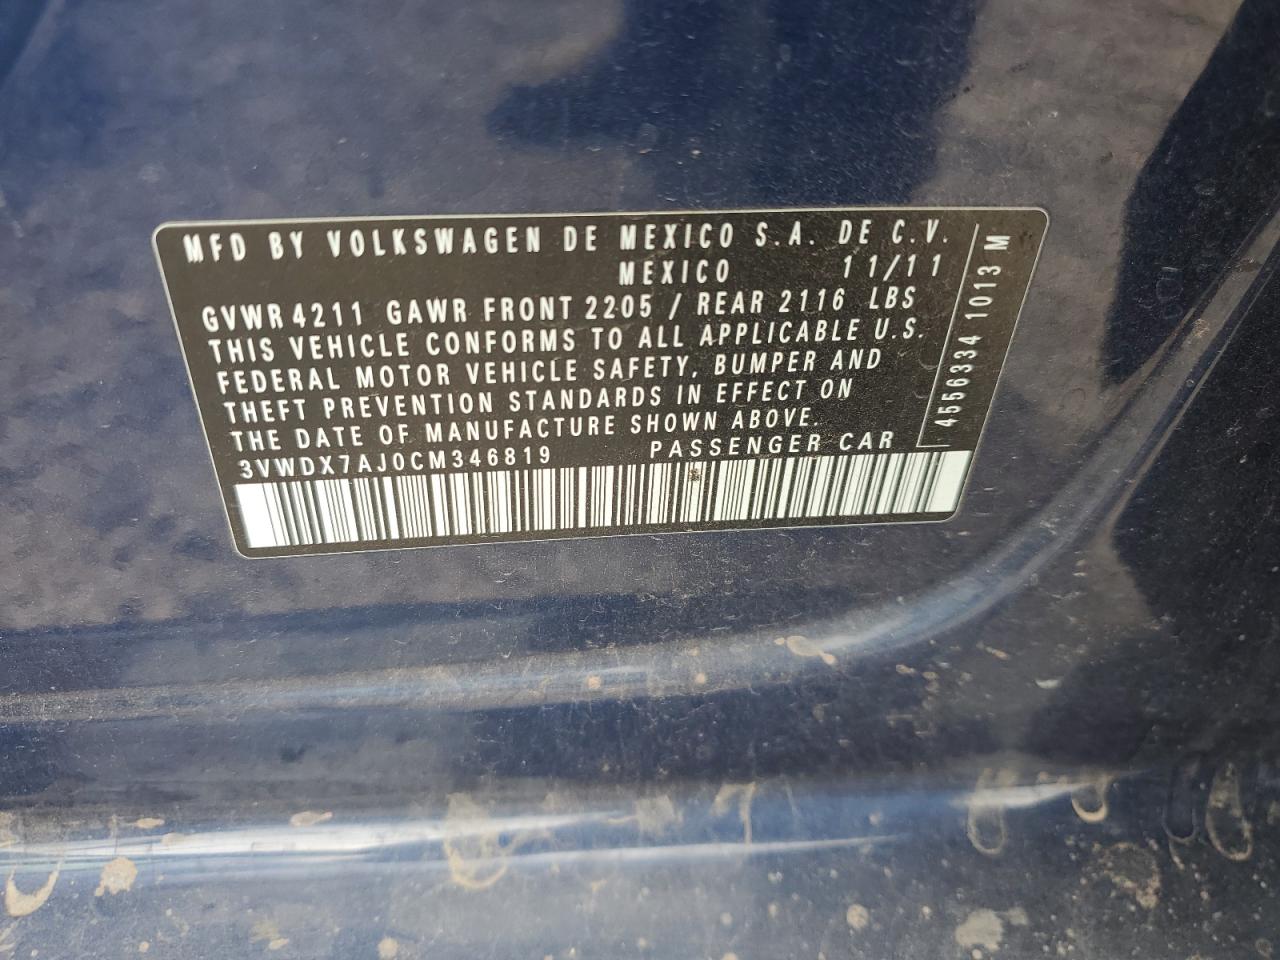 MFD BY VOLKSWAGEN DE MEXICO S.A. DE C.V.
MEXICO 11/11
GVWR 4211 GAWR FRONT 2205 / REAR 2116 LBS
THIS VEHICLE CONFORMS TO ALL APPLICABLE U.S.
FEDERAL MOTOR VEHICLE SAFETY, BUMPER AND
THEFT PREVENTION STANDARDS IN EFFECT ON
THE DATE OF MANUFACTURE SHOWN ABOVE.
3VWDX7AJ0CM346819 PASSENGER CAR
4556334 1013 M